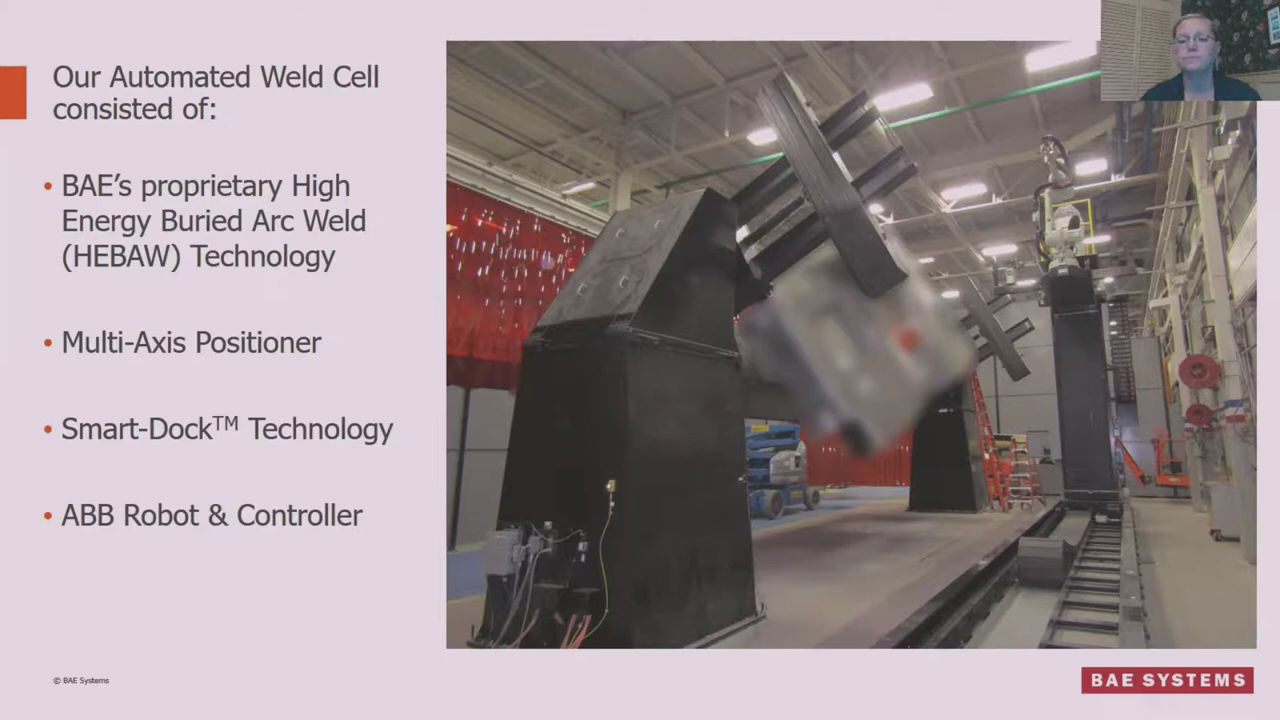 Our Automated Weld Cell
consisted of:
• BAE's proprietary High
Energy Buried Arc Weld
(HEBAW) Technology
• Multi-Axis Positioner
• Smart-Dock™ Technology
• ABB Robot & Controller
© BAE Systems
BAE SYSTEMS